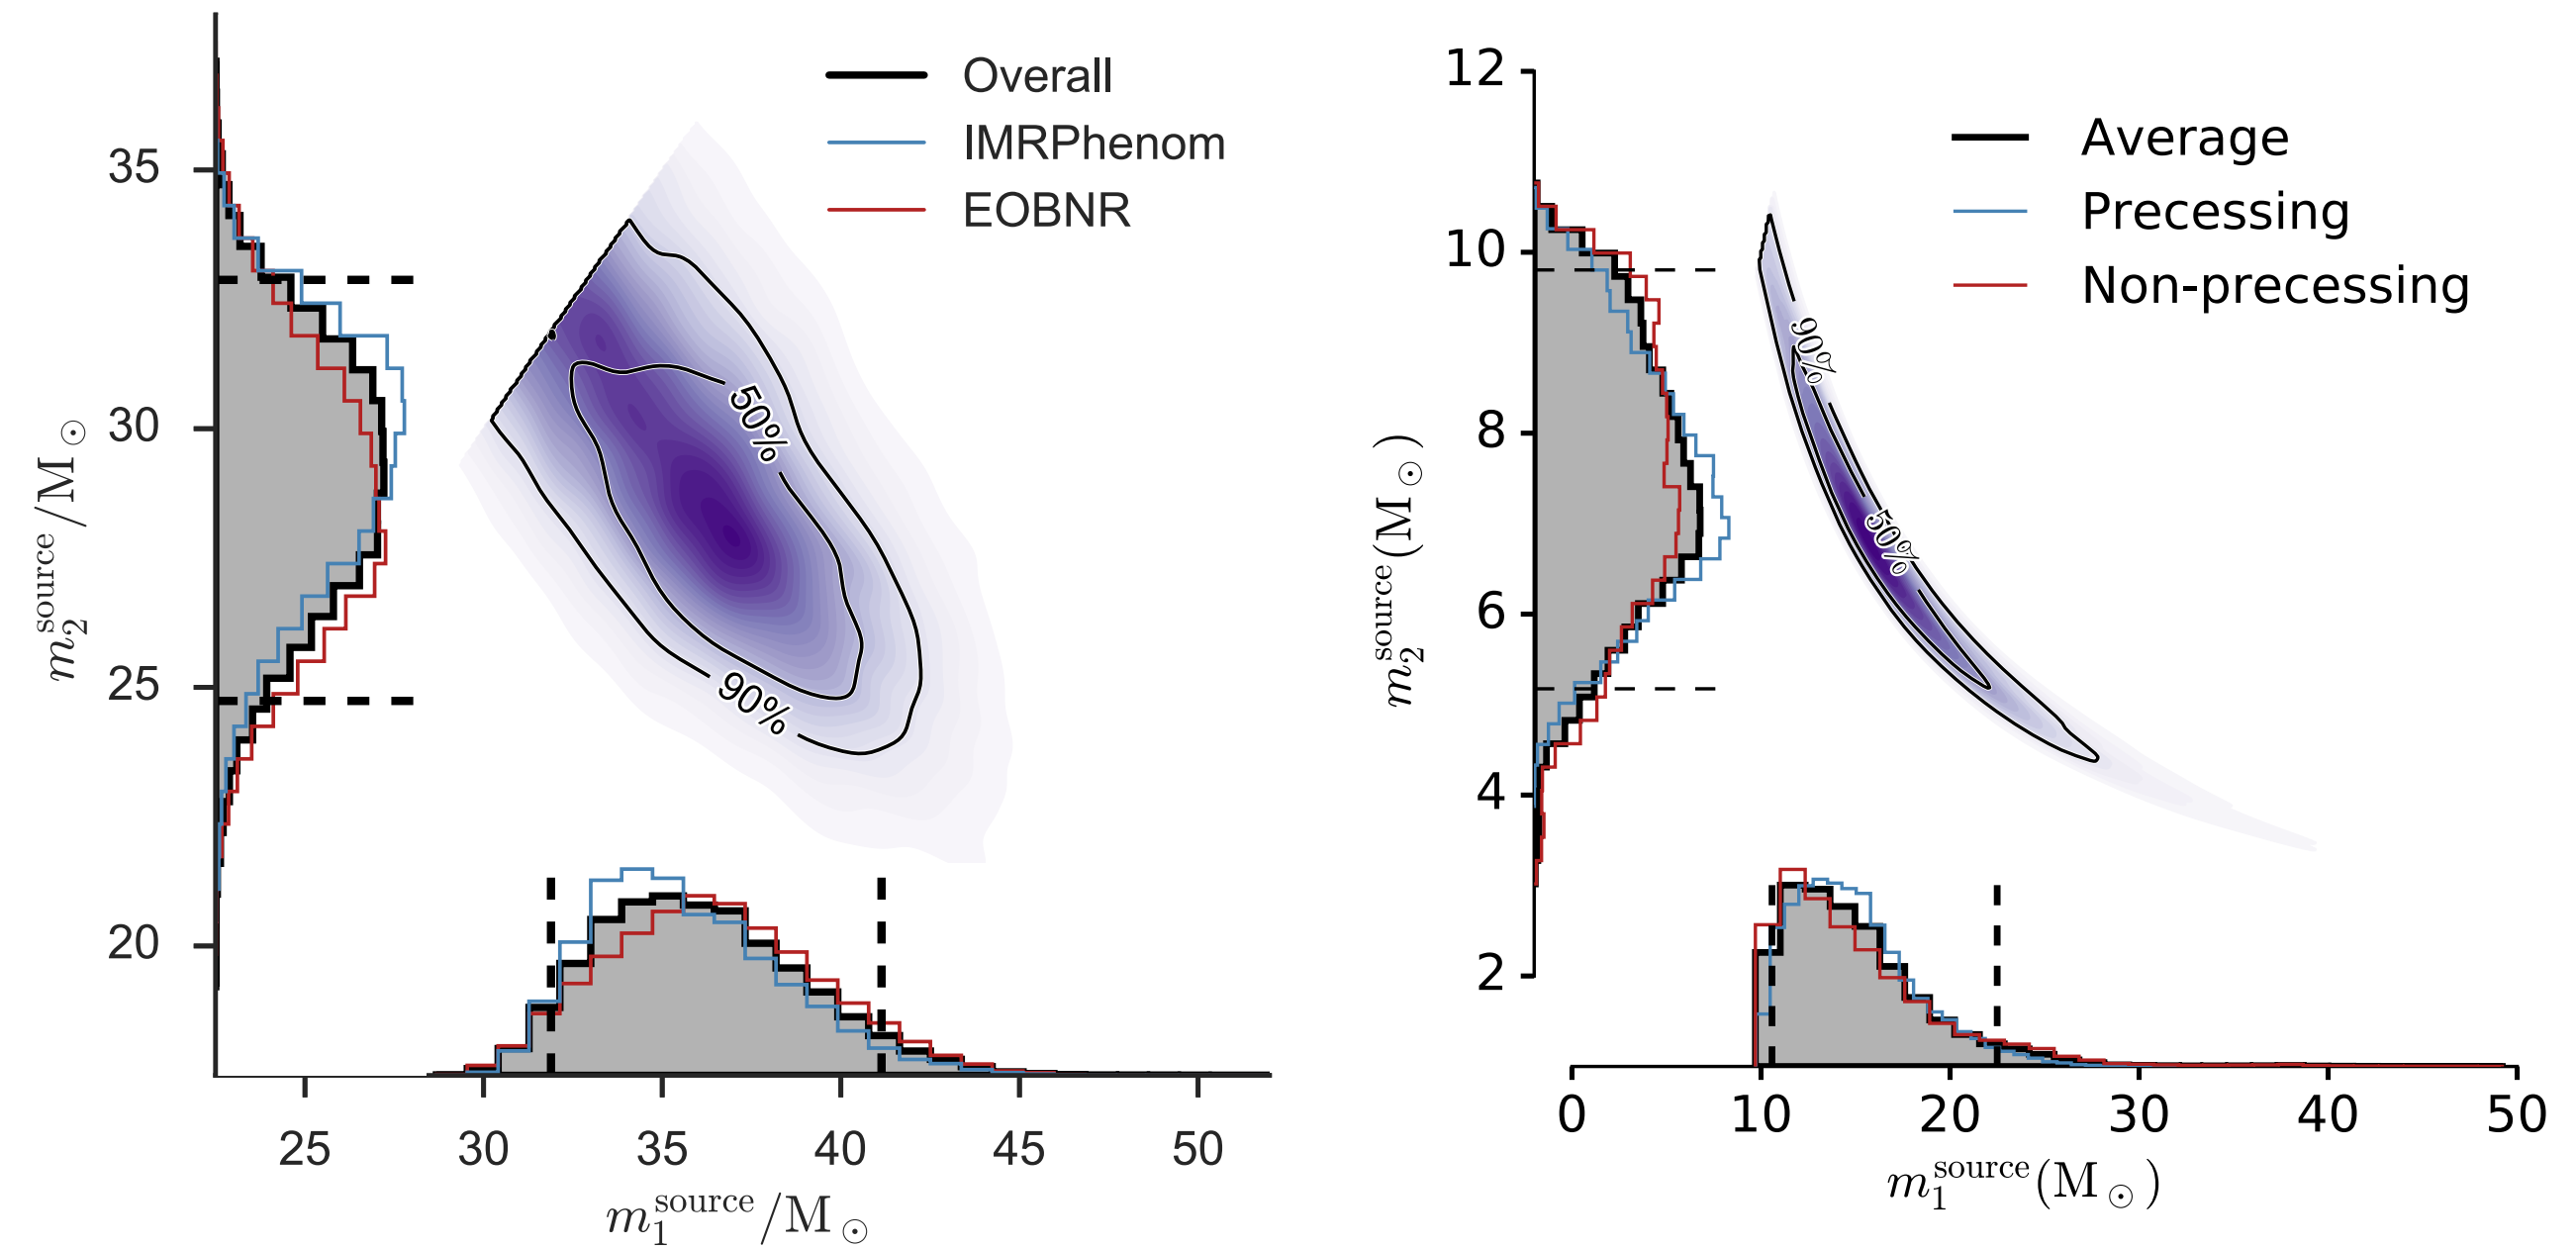 Overall
IMRPhenom
EOBNR
35
30
25
20
m₂^source/M⊙
50%
90%
25 30 35 40 45 50
m₁^source/M⊙
Average
Precessing
Non-precessing
12
10
8
6
4
2
m₂^source(M⊙)
90%
50%
0 10 20 30 40 50
m₁^source(M⊙)